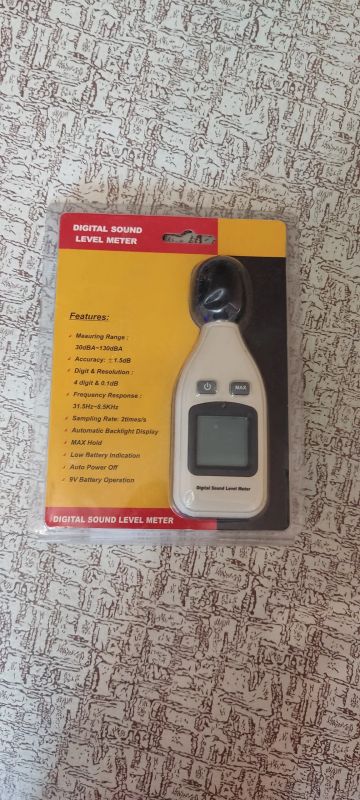 DIGITAL SOUND
LEVEL METER
Features:
Measuring Range :
30dBA~130dBA
Accuracy: ±1.5dB
Digit & Resolution :
4 digit & 0.1dB
Frequency Response :
31.5Hz~8.5KHz
Sampling Rate: 2times/s
Automatic Backlight Display
MAX Hold
Low Battery Indication
Auto Power Off
9V Battery Operation
MAX
Digital Sound Level Meter
DIGITAL SOUND LEVEL METER